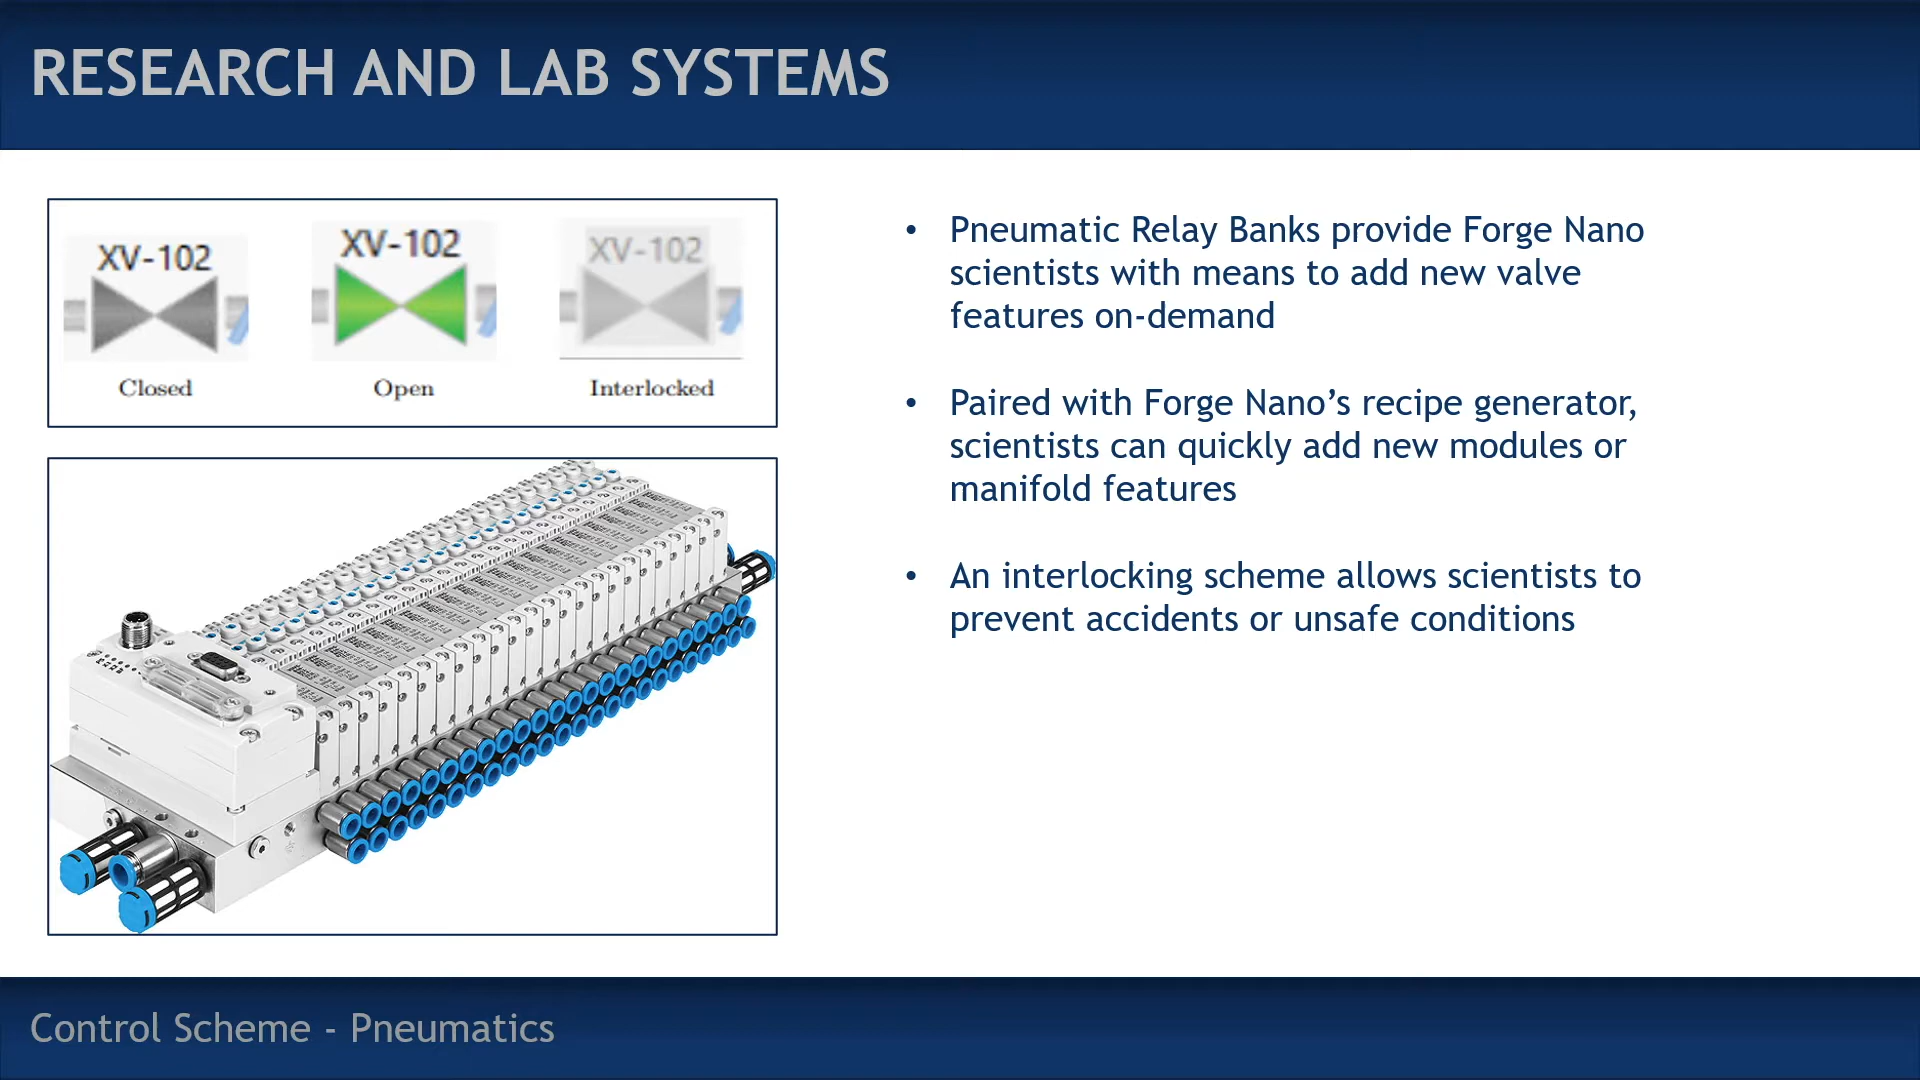 RESEARCH AND LAB SYSTEMS
XV-102
XV-102
XV-102
Closed
Open
Interlocked
• Pneumatic Relay Banks provide Forge Nano
scientists with means to add new valve
features on-demand
• Paired with Forge Nano’s recipe generator,
scientists can quickly add new modules or
manifold features
• An interlocking scheme allows scientists to
prevent accidents or unsafe conditions
Control Scheme - Pneumatics